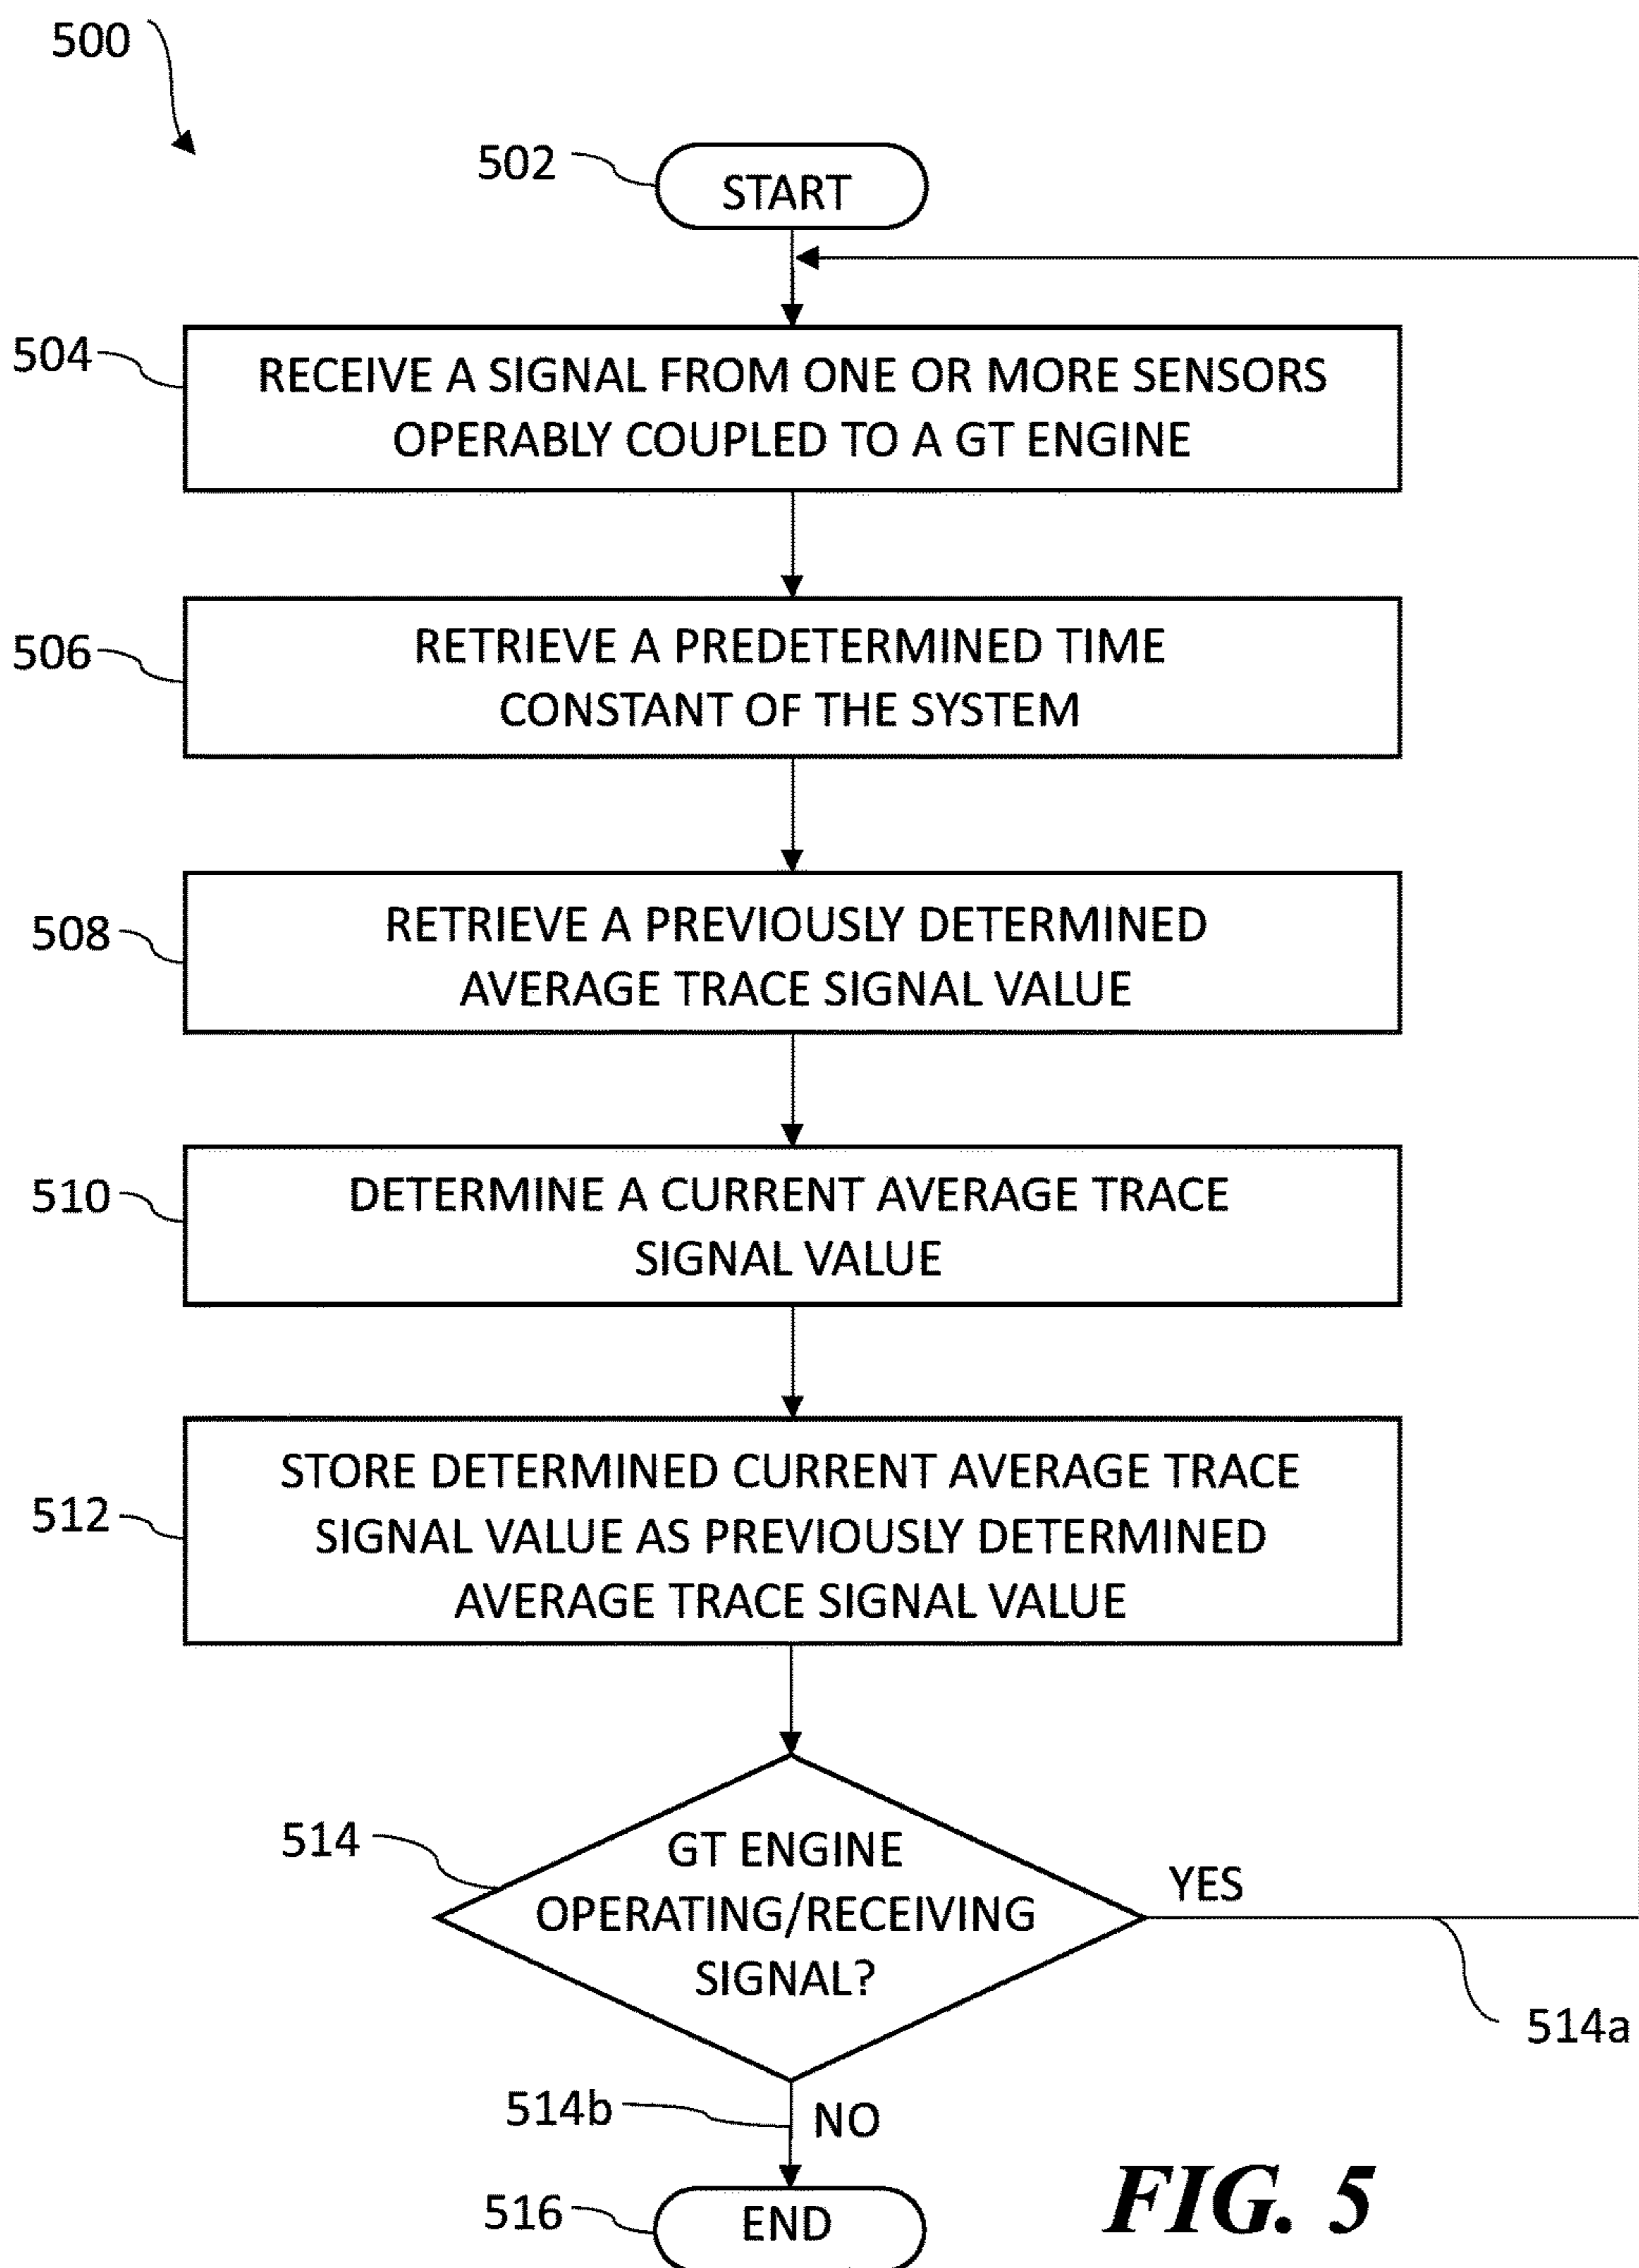 500
502
START
504
RECEIVE A SIGNAL FROM ONE OR MORE SENSORS
OPERABLY COUPLED TO A GT ENGINE
506
RETRIEVE A PREDETERMINED TIME
CONSTANT OF THE SYSTEM
508
RETRIEVE A PREVIOUSLY DETERMINED
AVERAGE TRACE SIGNAL VALUE
510
DETERMINE A CURRENT AVERAGE TRACE
SIGNAL VALUE
512
STORE DETERMINED CURRENT AVERAGE TRACE
SIGNAL VALUE AS PREVIOUSLY DETERMINED
AVERAGE TRACE SIGNAL VALUE
514
GT ENGINE
OPERATING/RECEIVING
SIGNAL?
YES
514a
514b
NO
516
END
FIG. 5